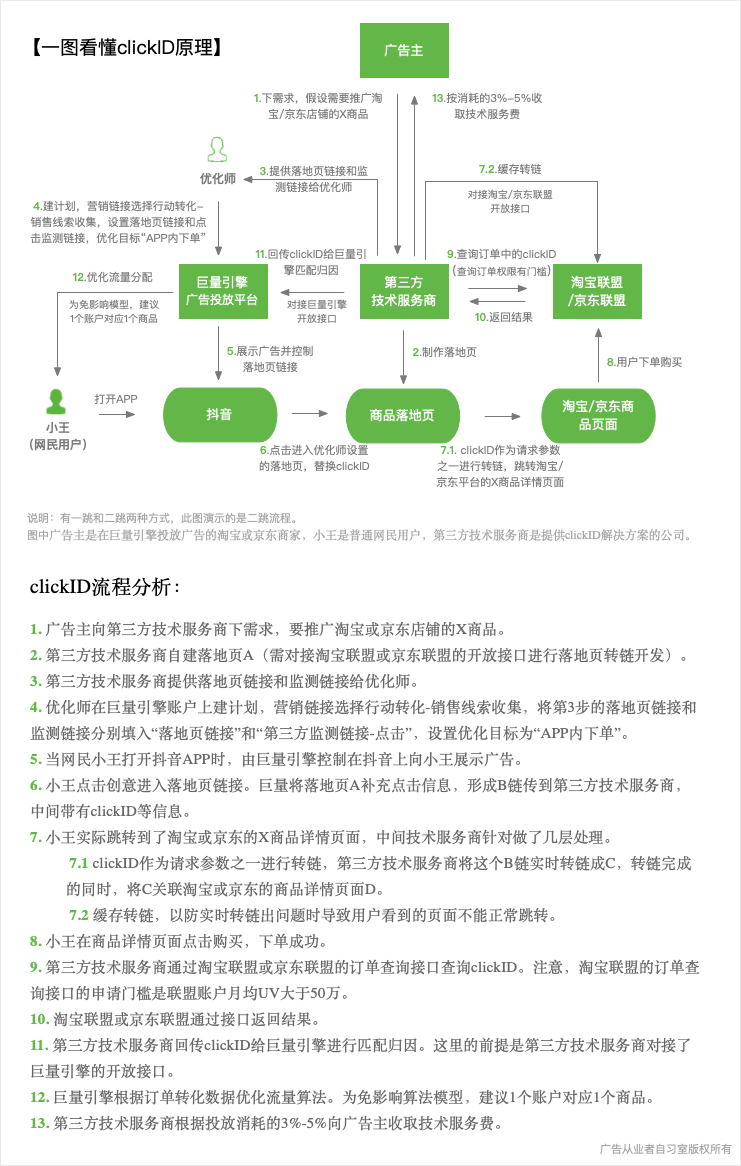 【一图看懂clickID原理】
广告主
1.下需求，假设需要推广淘
宝/京东店铺的X商品
13.按消耗的3%-5%收
取技术服务费
优化师
3.提供落地页链接和监
测链接给优化师
7.2.缓存转链
对接淘宝/京东联盟
开放接口
4.建计划，营销链接选择行动转化-
销售线索收集，设置落地页链接和点
击监测链接，优化目标“APP内下单”
11.回传clickID给巨量引
擎匹配归因
9.查询订单中的clickID
（查询订单权限有门槛）
12.优化流量分配
为免影响模型，建议
1个账户对应1个商品
巨量引擎
广告投放平台
对接巨量引擎
开放接口
第三方
技术服务商
10.返回结果
淘宝联盟
/京东联盟
5.展示广告并控制
落地页链接
2.制作落地页
8.用户下单购买
小王
（网民用户）
打开APP
抖音
商品落地页
淘宝/京东商
品页面
6.点击进入优化师设置
的落地页，替换clickID
7.1. clickID作为请求参数
之一进行转链，跳转淘宝/
京东平台的X商品详情页面
说明：有一跳和二跳两种方式，此图演示的是二跳流程。
图中广告主是在巨量引擎投放广告的淘宝或京东商家，小王是普通网民用户，第三方技术服务商是提供clickID解决方案的公司。
clickID流程分析：
1. 广告主向第三方技术服务商下需求，要推广淘宝或京东店铺的X商品。
2. 第三方技术服务商自建落地页A（需对接淘宝联盟或京东联盟的开放接口进行落地页转链开发）。
3. 第三方技术服务商提供落地页链接和监测链接给优化师。
4. 优化师在巨量引擎账户上建计划，营销链接选择行动转化-销售线索收集，将第3步的落地页链接和
监测链接分别填入“落地页链接”和“第三方监测链接-点击”，设置优化目标为“APP内下单”。
5. 当网民小王打开抖音APP时，由巨量引擎控制在抖音上向小王展示广告。
6. 小王点击创意进入落地页链接。巨量将落地页A补充点击信息，形成B链传到第三方技术服务商，
中间带有clickID等信息。
7. 小王实际跳转到了淘宝或京东的X商品详情页面，中间技术服务商针对做了几层处理。
7.1 clickID作为请求参数之一进行转链，第三方技术服务商将这个B链实时转链成C，转链完成
的同时，将C关联淘宝或京东的商品详情页面D。
7.2 缓存转链，以防实时转链出问题时导致用户看到的页面不能正常跳转。
8. 小王在商品详情页面点击购买，下单成功。
9. 第三方技术服务商通过淘宝联盟或京东联盟的订单查询接口查询clickID。注意，淘宝联盟的订单查
询接口的申请门槛是联盟账户月均UV大于50万。
10. 淘宝联盟或京东联盟通过接口返回结果。
11. 第三方技术服务商回传clickID给巨量引擎进行匹配归因。这里的前提是第三方技术服务商对接了
巨量引擎的开放接口。
12. 巨量引擎根据订单转化数据优化流量算法。为免影响算法模型，建议1个账户对应1个商品。
13. 第三方技术服务商根据投放消耗的3%-5%向广告主收取技术服务费。
广告从业者自习室版权所有